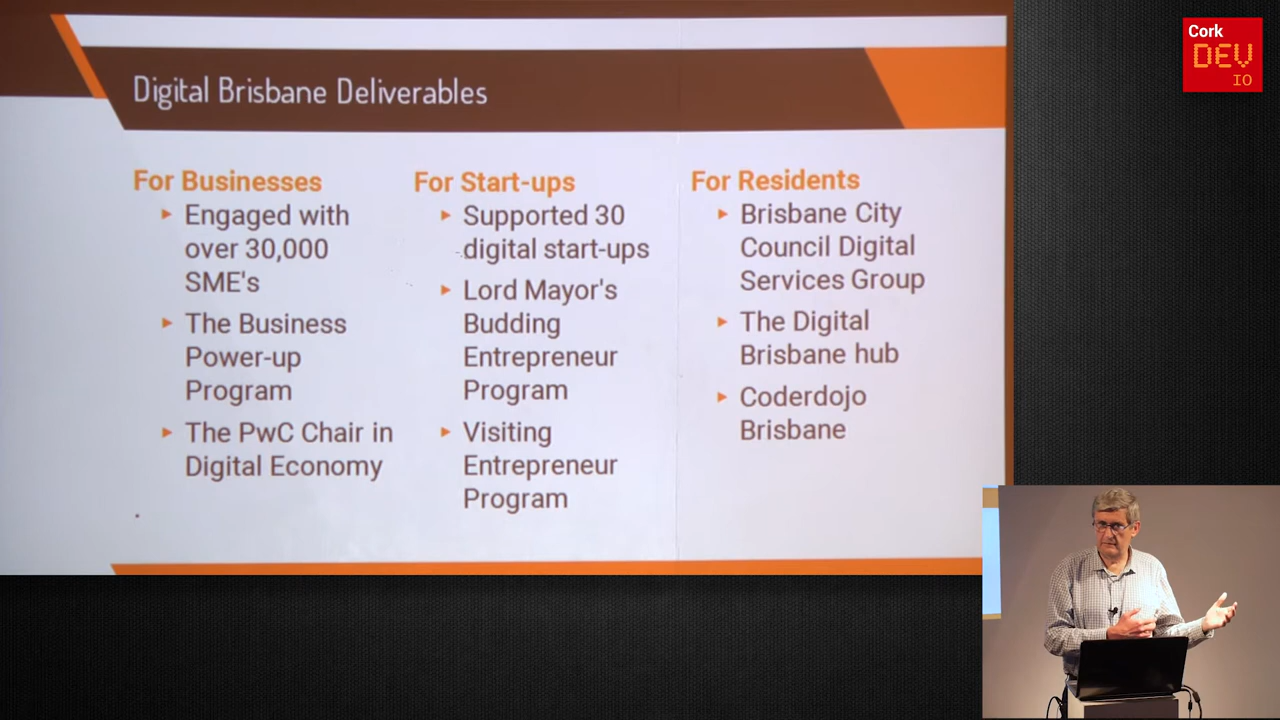 Cork
DEV
IO
Digital Brisbane Deliverables
For Businesses
Engaged with
over 30,000
SME's
The Business
Power-up
Program
The PwC Chair in
Digital Economy
For Start-ups
Supported 30
digital start-ups
Lord Mayor's
Budding
Entrepreneur
Program
Visiting
Entrepreneur
Program
For Residents
Brisbane City
Council Digital
Services Group
The Digital
Brisbane hub
Coderdojo
Brisbane